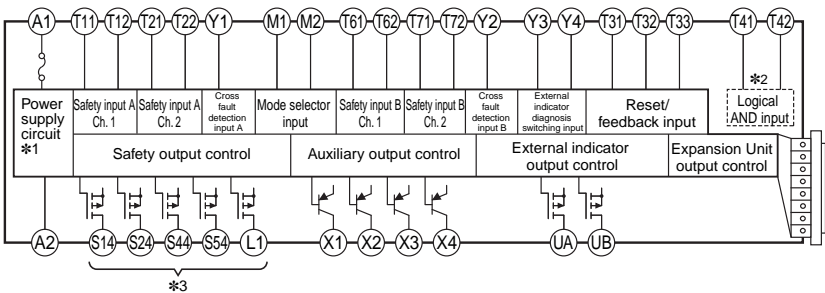 A1 T11 T12 T21 T22 Y1 M1 M2 T61 T62 T71 T72 Y2 Y3 Y4 T31 T32 T33 T41 T42
✻2
Power
supply
circuit
✻1
Safety input A
Ch. 1
Safety input A
Ch. 2
Cross
fault
detection
input A
Mode selector
input
Safety input B
Ch. 1
Safety input B
Ch. 2
Cross
fault
detection
input B
External
indicator
diagnosis
switching input
Reset/
feedback input
Logical
AND input
Safety output control
Auxiliary output control
External indicator
output control
Expansion Unit
output control
A2 S14 S24 S44 S54 L1 X1 X2 X3 X4 UA UB
✻3